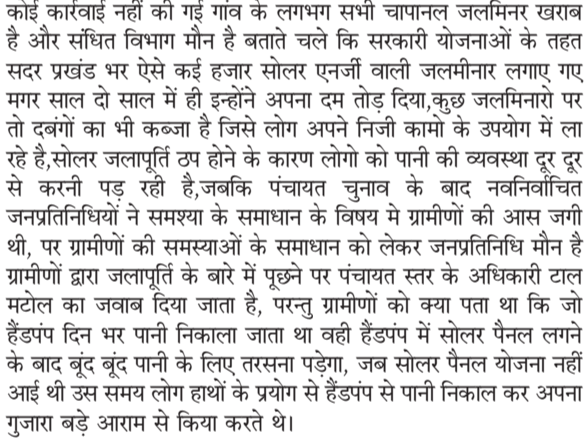 कोई कार्रवाई नहीं की गई गांव के लगभग सभी चापानल जलमिनर खराब
है और संधित विभाग मौन है बताते चले कि सरकारी योजनाओं के तहत
सदर प्रखंड भर ऐसे कई हजार सोलर एनर्जी वाली जलमीनार लगाए गए
मगर साल दो साल में ही इन्होंने अपना दम तोड़ दिया,कुछ जलमिनारो पर
तो दबंगों का भी कब्जा है जिसे लोग अपने निजी कामो के उपयोग में ला
रहे है,सोलर जलापूर्ति ठप होने के कारण लोगो को पानी की व्यवस्था दूर दूर
से करनी पड़ रही है,जबकि पंचायत चुनाव के बाद नवनिर्वाचित
जनप्रतिनिधियों ने समश्या के समाधान के विषय मे ग्रामीणों की आस जगी
थी, पर ग्रामीणों की समस्याओं के समाधान को लेकर जनप्रतिनिधि मौन है
ग्रामीणों द्वारा जलापूर्ति के बारे में पूछने पर पंचायत स्तर के अधिकारी टाल
मटोल का जवाब दिया जाता है, परन्तु ग्रामीणों को क्या पता था कि जो
हैंडपंप दिन भर पानी निकाला जाता था वही हैंडपंप में सोलर पैनल लगने
के बाद बूंद बूंद पानी के लिए तरसना पड़ेगा, जब सोलर पैनल योजना नहीं
आई थी उस समय लोग हाथों के प्रयोग से हैंडपंप से पानी निकाल कर अपना
गुजारा बड़े आराम से किया करते थे।